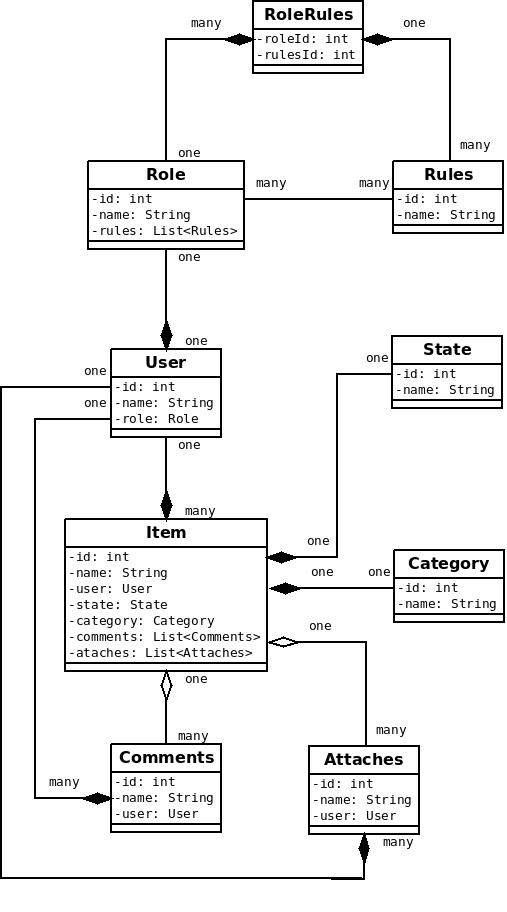 RoleRules
-roleId: int
-rulesId: int
many
one
one
many
Role
-id: int
-name: String
-rules: List<Rules>
many
many
Rules
-id: int
-name: String
one
one
User
-id: int
-name: String
-role: Role
one
one
one
State
-id: int
-name: String
one
many
Item
-id: int
-name: String
-user: User
-state: State
-category: Category
-comments: List<Comments>
-ataches: List<Attaches>
one
one
one
Category
-id: int
-name: String
one
one
many
many
Comments
-id: int
-name: String
-user: User
many
Attaches
-id: int
-name: String
-user: User
many